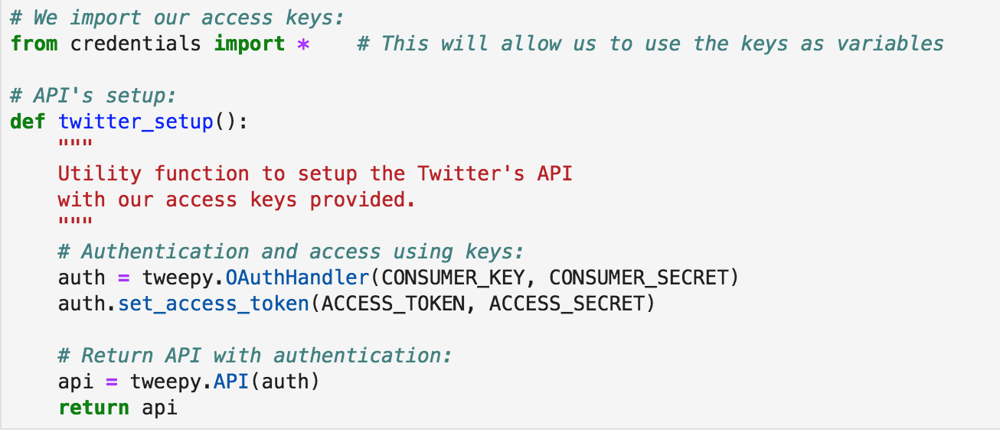 # We import our access keys:
from credentials import *    # This will allow us to use the keys as variables
# API's setup:
def twitter_setup():
    """
    Utility function to setup the Twitter's API
    with our access keys provided.
    """
    # Authentication and access using keys:
    auth = tweepy.OAuthHandler(CONSUMER_KEY, CONSUMER_SECRET)
    auth.set_access_token(ACCESS_TOKEN, ACCESS_SECRET)
    # Return API with authentication:
    api = tweepy.API(auth)
    return api